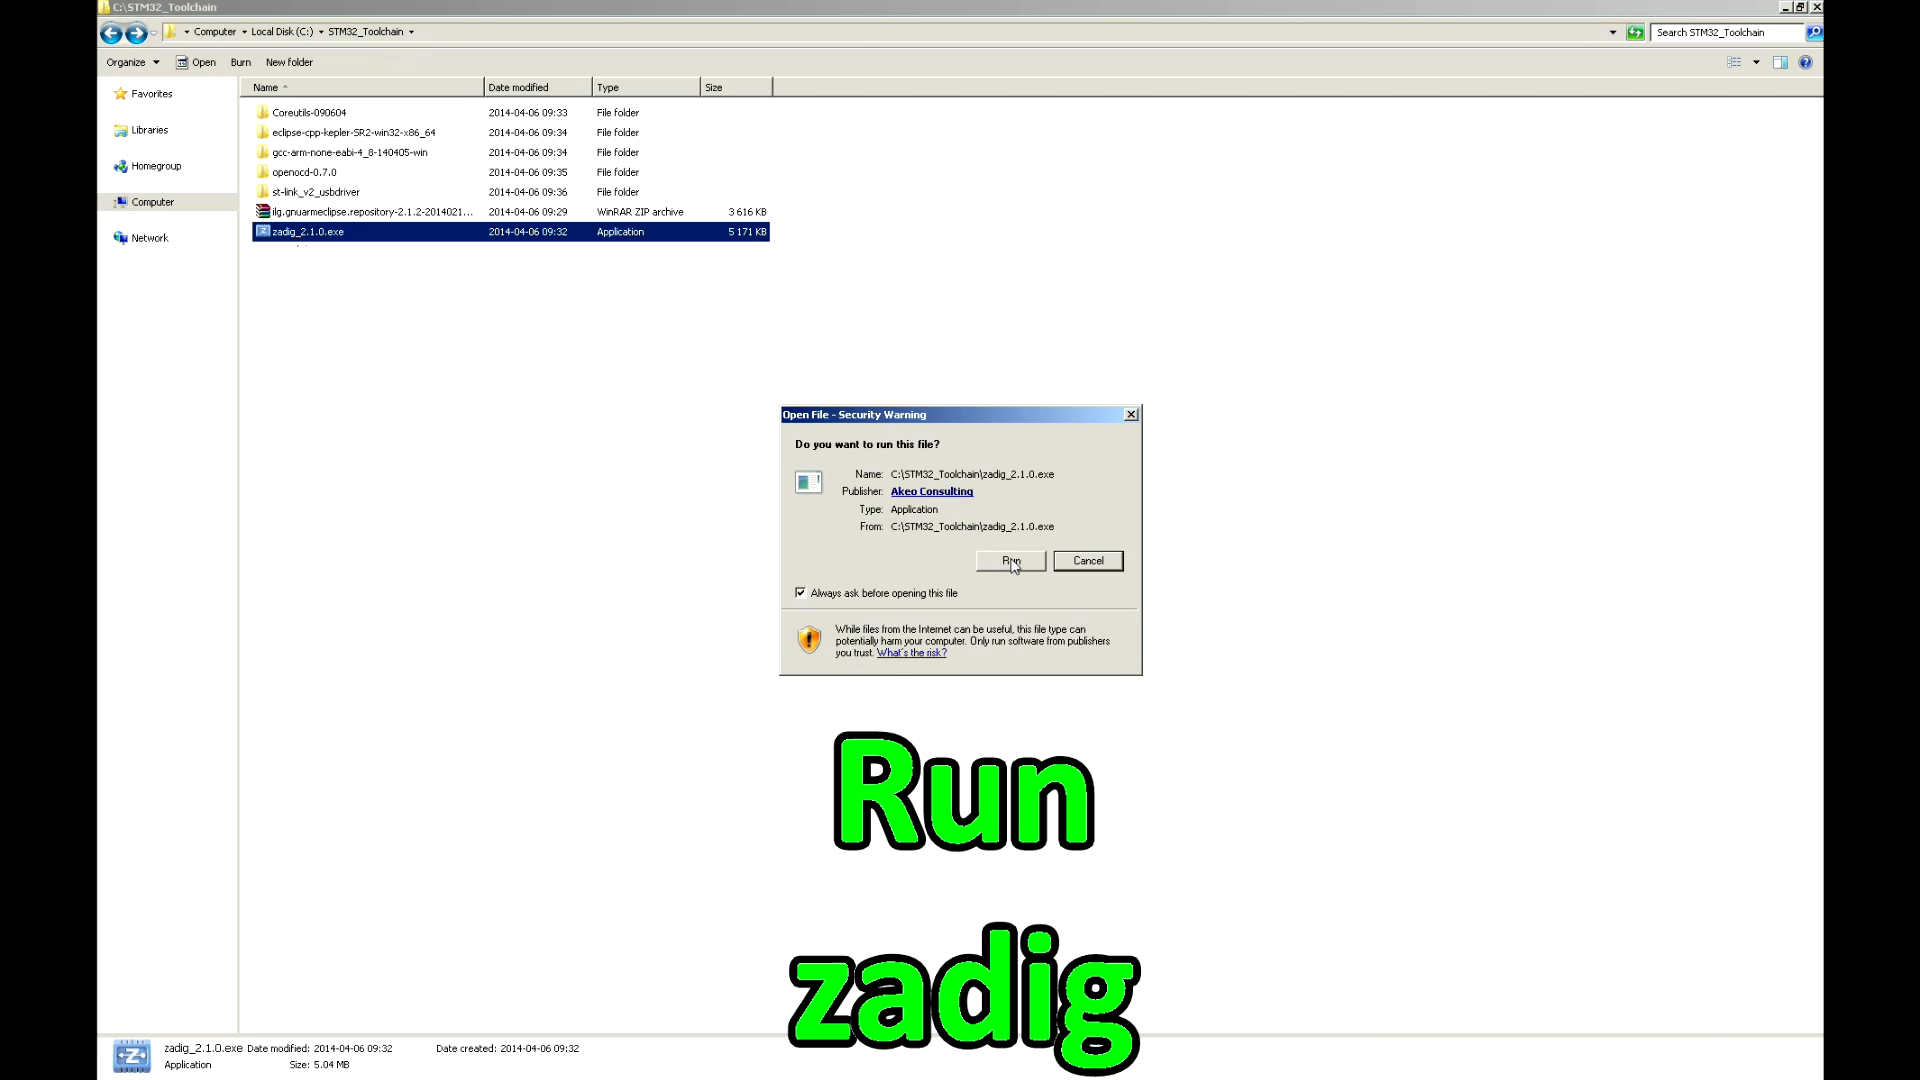 C:\STM32_Toolchain
Computer Local Disk (C:) STM32_Toolchain
Search STM32_Toolchain
Organize Open Burn New folder
Name Date modified Type Size
Favorites
Libraries
Homegroup
Computer
Network
Coreutils-090604 2014-04-06 09:33 File folder
eclipse-cpp-kepler-SR2-win32-x86_64 2014-04-06 09:34 File folder
gcc-arm-none-eabi-4_8-140405-win 2014-04-06 09:34 File folder
openocd-0.7.0 2014-04-06 09:35 File folder
st-link_v2_usbdriver 2014-04-06 09:36 File folder
ilg.gnuarmeclipse.repository-2.1.2-2014021... 2014-04-06 09:29 WinRAR ZIP archive 3 616 KB
zadig_2.1.0.exe 2014-04-06 09:32 Application 5 171 KB
Open File - Security Warning
Do you want to run this file?
Name: C:\STM32_Toolchain\zadig_2.1.0.exe
Publisher: Akeo Consulting
Type: Application
From: C:\STM32_Toolchain\zadig_2.1.0.exe
Run Cancel
Always ask before opening this file
While files from the Internet can be useful, this file type can
potentially harm your computer. Only run software from publishers
you trust. What's the risk?
Run
zadig
zadig_2.1.0.exe Date modified: 2014-04-06 09:32 Date created: 2014-04-06 09:32
Application Size: 5.04 MB